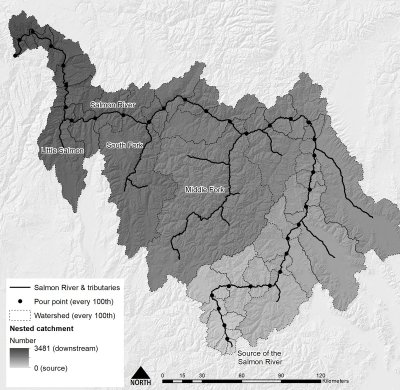 Salmon River
Little Salmon
South Fork
Middle Fork
Salmon River & tributaries
Pour point (every 100th)
Watershed (every 100th)
Nested catchment
Number
3481 (downstream)
0 (source)
Source of the
Salmon River
NORTH
0 15 30 60 90 120
Kilometers